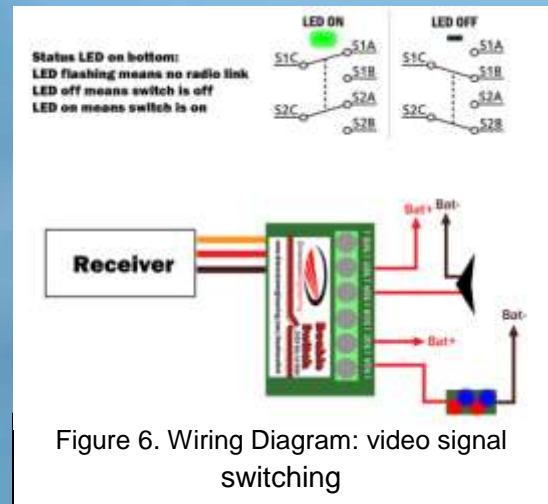 LED ON
LED OFF
Status LED on bottom:
LED flashing means no radio link
LED off means switch is off
LED on means switch is on
S1C
S1A
S1B
S2C
S2A
S2B
S1C
S1A
S1B
S2C
S2A
S2B
Receiver
Double
Switch
Bat+
Bat-
Bat+
Bat-
Figure 6. Wiring Diagram: video signal
switching